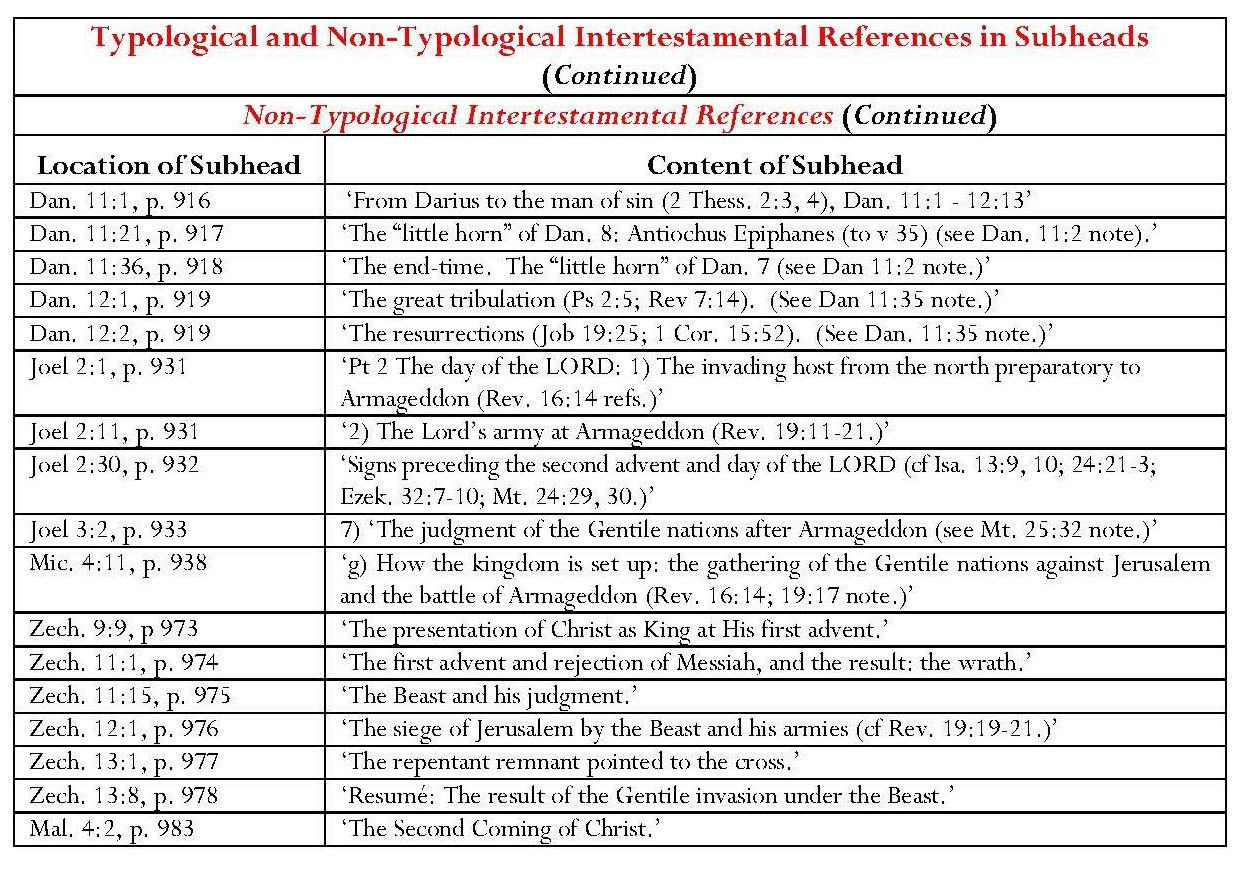 Typological and Non-Typological Intertestamental References in Subheads
(Continued)
Non-Typological Intertestamental References (Continued)
Location of Subhead Content of Subhead
Dan. 11:1, p. 916 ‘From Darius to the man of sin (2 Thess. 2:3, 4), Dan. 11:1 - 12:13’
Dan. 11:21, p. 917 ‘The “little horn” of Dan. 8: Antiochus Epiphanes (to v 35) (see Dan. 11:2 note).’
Dan. 11:36, p. 918 ‘The end-time. The “little horn” of Dan. 7 (see Dan 11:2 note.)’
Dan. 12:1, p. 919 ‘The great tribulation (Ps 2:5; Rev 7:14). (See Dan 11:35 note.)’
Dan. 12:2, p. 919 ‘The resurrections (Job 19:25; 1 Cor. 15:52). (See Dan. 11:35 note.)’
Joel 2:1, p. 931 ‘Pt 2 The day of the LORD: 1) The invading host from the north preparatory to
Armageddon (Rev. 16:14 refs.)’
Joel 2:11, p. 931 ‘2) The Lord’s army at Armageddon (Rev. 19:11-21.)’
Joel 2:30, p. 932 ‘Signs preceding the second advent and day of the LORD (cf Isa. 13:9, 10; 24:21-3;
Ezek. 32:7-10; Mt. 24:29, 30.)’
Joel 3:2, p. 933 7) ‘The judgment of the Gentile nations after Armageddon (see Mt. 25:32 note.)’
Mic. 4:11, p. 938 ‘g) How the kingdom is set up: the gathering of the Gentile nations against Jerusalem
and the battle of Armageddon (Rev. 16:14; 19:17 note.)’
Zech. 9:9, p 973 ‘The presentation of Christ as King at His first advent.’
Zech. 11:1, p. 974 ‘The first advent and rejection of Messiah, and the result: the wrath.’
Zech. 11:15, p. 975 ‘The Beast and his judgment.’
Zech. 12:1, p. 976 ‘The siege of Jerusalem by the Beast and his armies (cf Rev. 19:19-21.)’
Zech. 13:1, p. 977 ‘The repentant remnant pointed to the cross.’
Zech. 13:8, p. 978 ‘Resumé: The result of the Gentile invasion under the Beast.’
Mal. 4:2, p. 983 ‘The Second Coming of Christ.’